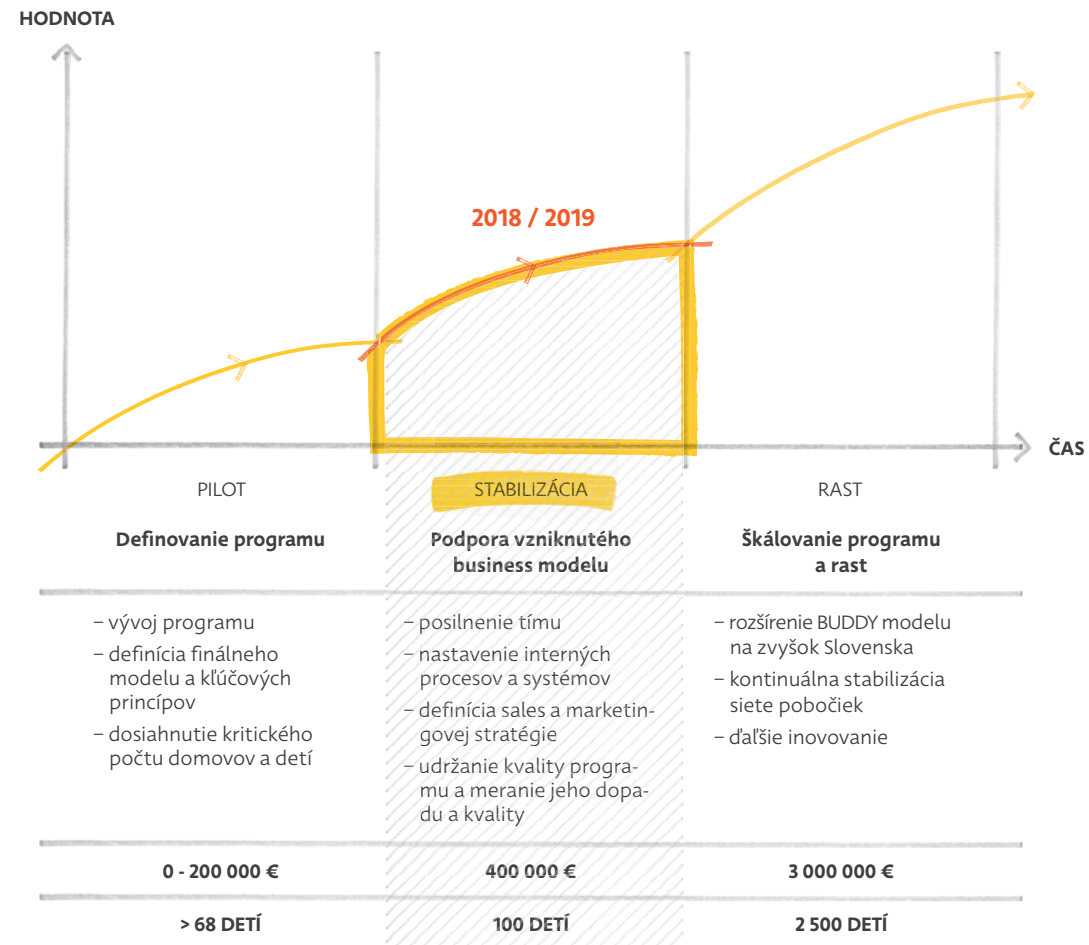 HODNOTA
2018 / 2019
ČAS
PILOT
Definovanie programu
– vývoj programu
– definícia finálneho
modelu a kľúčových
princípov
– dosiahnutie kritického
počtu domovov a detí
0 - 200 000 €
> 68 DETÍ
STABILIZÁCIA
Podpora vzniknutého
business modelu
– posilnenie tímu
– nastavenie interných
procesov a systémov
– definícia sales a marketin-
govej stratégie
– udržanie kvality progra-
mu a meranie jeho dopa-
du a kvality
400 000 €
100 DETÍ
RAST
Škálovanie programu
a rast
– rozšírenie BUDDY modelu
na zvyšok Slovenska
– kontinuálna stabilizácia
siete pobočiek
– ďaľšie inovovanie
3 000 000 €
2 500 DETÍ